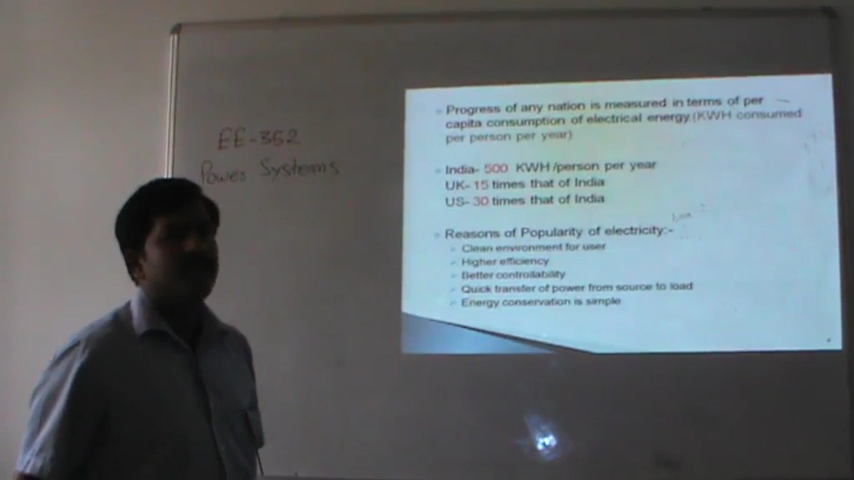 EE-352
Power Systems
Progress of any nation is measured in terms of per
capita consumption of electrical energy.(KWH consumed
per person per year)
India- 500 KWH /person per year
UK- 15 times that of India
US- 30 times that of India
Reasons of Popularity of electricity:-
Clean environment for user
Higher efficiency
Better controllability
Quick transfer of power from source to load
Energy conservation is simple